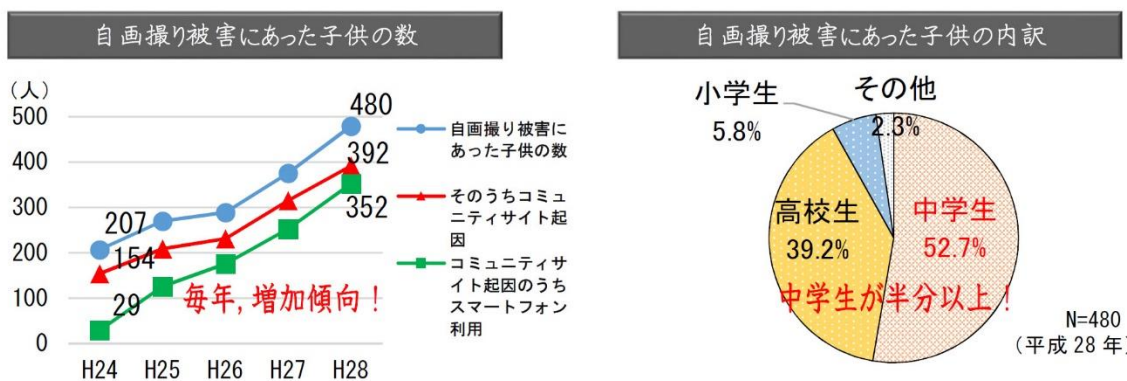 自画撮り被害にあった子供の数
(人)
500
400
300
200
100
0
H24
H25
H26
H27
H28
480
392
352
207
154
29
毎年,増加傾向！
自画撮り被害に
あった子供の数
そのうちコミュ
ニティサイト起
因
コミュニティサ
イト起因のうち
スマートフォン
利用
自画撮り被害にあった子供の内訳
小学生
5.8%
その他
2.3%
高校生
39.2%
中学生
52.7%
中学生が半分以上！
N=480
(平成 28 年)